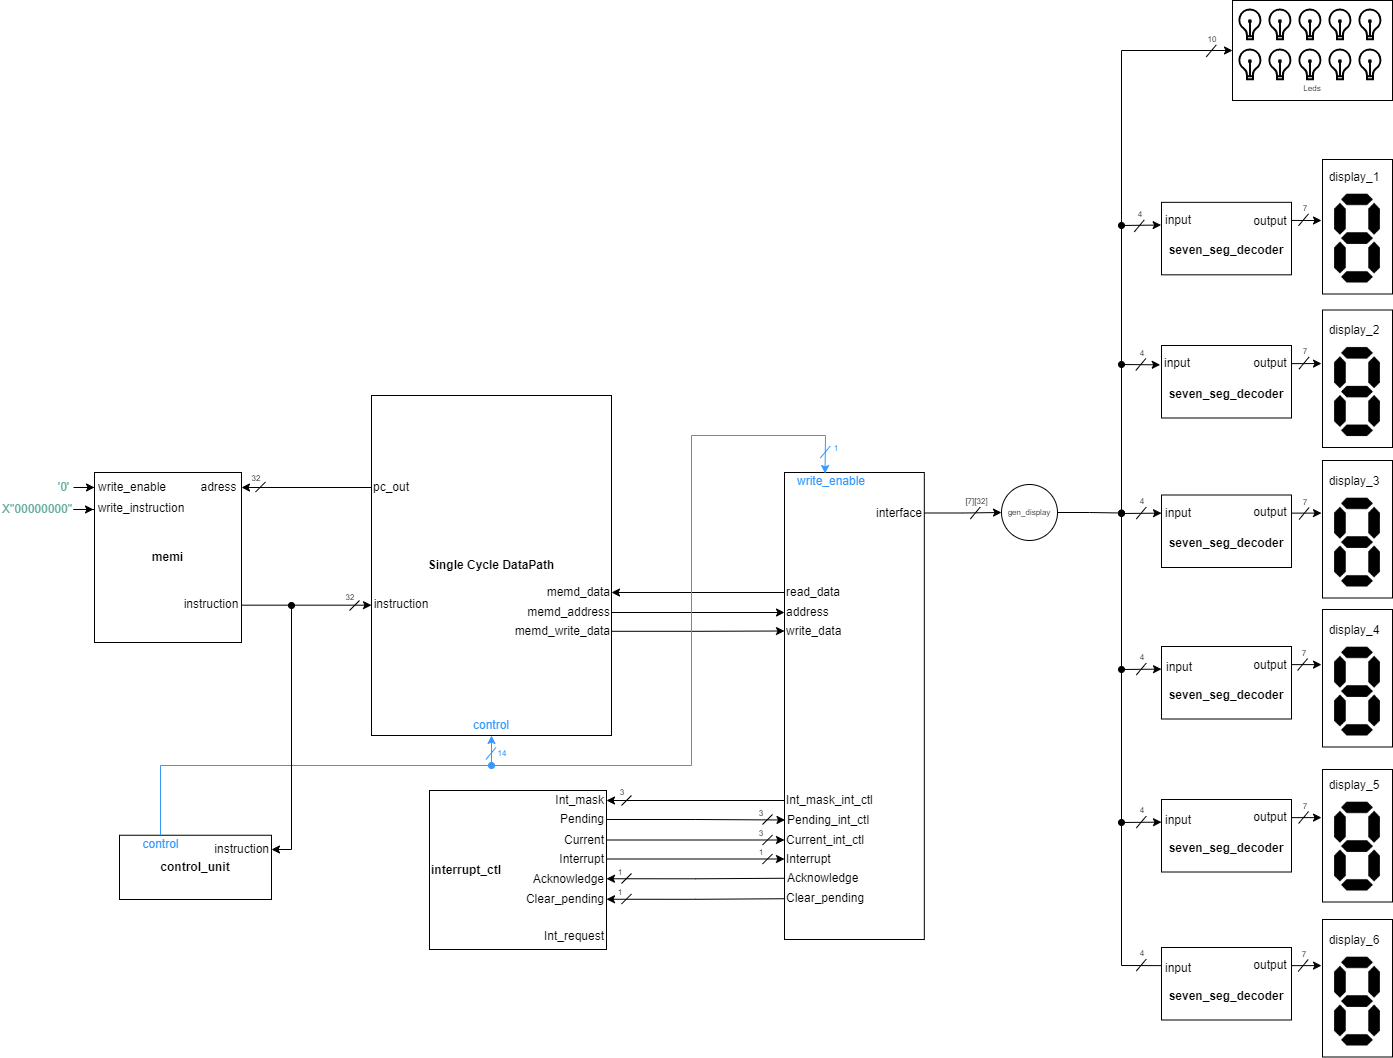 10
Leds
display_1
4
input
output
7
seven_seg_decoder
display_2
4
input
output
7
seven_seg_decoder
display_3
4
input
output
7
seven_seg_decoder
display_4
4
input
output
7
seven_seg_decoder
display_5
4
input
output
7
seven_seg_decoder
display_6
4
input
output
7
seven_seg_decoder
'0'
X"00000000"
write_enable
adress
write_instruction
memi
instruction
32
pc_out
Single Cycle DataPath
32
instruction
memd_data
memd_address
memd_write_data
control
14
1
write_enable
interface
[7][32]
gen_display
read_data
address
write_data
control
instruction
control_unit
interrupt_ctl
Int_mask
3
Int_mask_int_ctl
Pending
3
Pending_int_ctl
Current
3
Current_int_ctl
Interrupt
1
Interrupt
Acknowledge
1
Acknowledge
Clear_pending
1
Clear_pending
Int_request